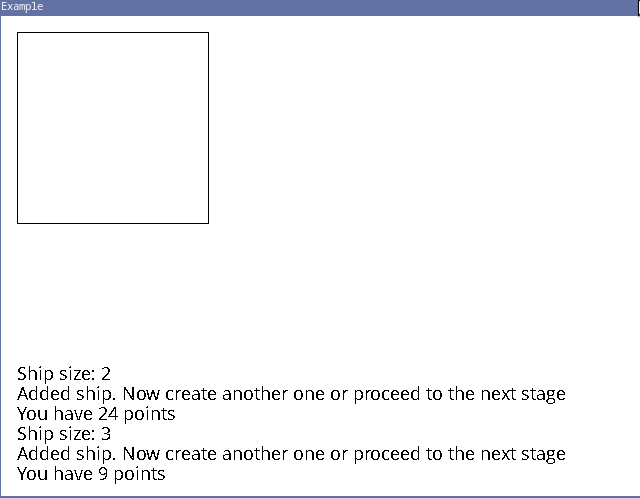 Example
Ship size: 2
Added ship. Now create another one or proceed to the next stage
You have 24 points
Ship size: 3
Added ship. Now create another one or proceed to the next stage
You have 9 points